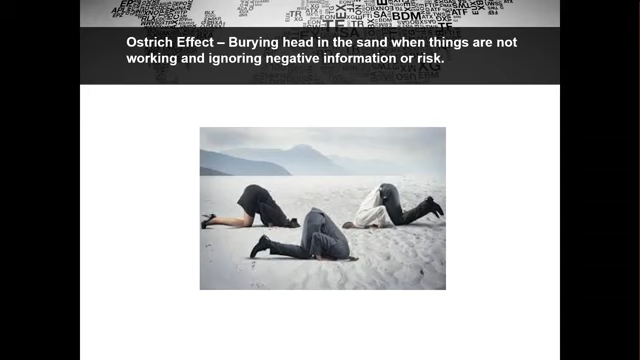 Ostrich Effect – Burying head in the sand when things are not
working and ignoring negative information or risk.